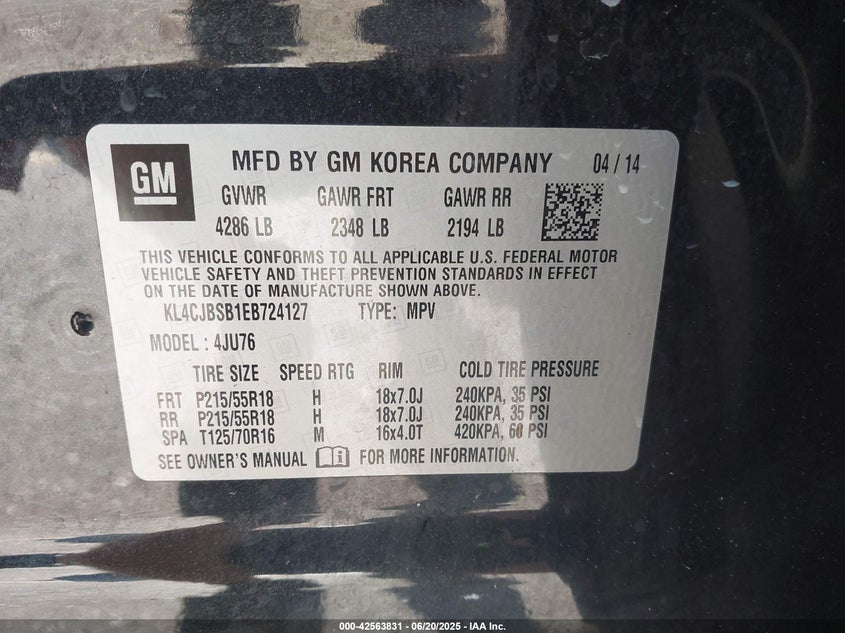 GM
MFD BY GM KOREA COMPANY 04/14
GVWR GAWR FRT GAWR RR
4286 LB 2348 LB 2194 LB
THIS VEHICLE CONFORMS TO ALL APPLICABLE U.S. FEDERAL MOTOR
VEHICLE SAFETY AND THEFT PREVENTION STANDARDS IN EFFECT
ON THE DATE OF MANUFACTURE SHOWN ABOVE.
KL4CJBSB1EB724127 TYPE: MPV
MODEL : 4JU76
TIRE SIZE SPEED RTG RIM COLD TIRE PRESSURE
FRT P215/55R18 H 18x7.0J 240KPA, 35 PSI
RR P215/55R18 H 18x7.0J 240KPA, 35 PSI
SPA T125/70R16 M 16x4.0T 420KPA, 60 PSI
SEE OWNER'S MANUAL i FOR MORE INFORMATION.
000-42563831 - 06/20/2025 - IAA Inc.